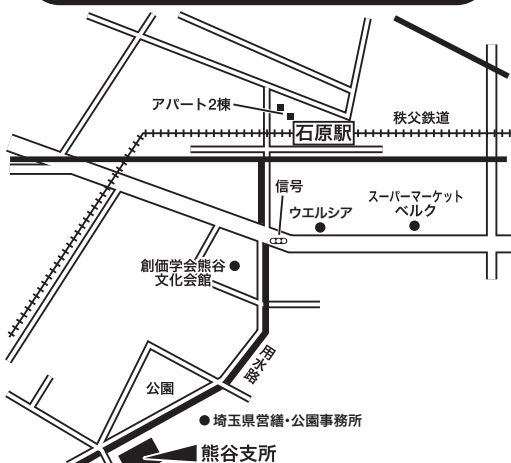 アパート2棟
石原駅
秩父鉄道
信号
ウエルシア
スーパーマーケット
ベルク
創価学会熊谷
文化会館
用水路
公園
埼玉県営繕・公園事務所
熊谷支所